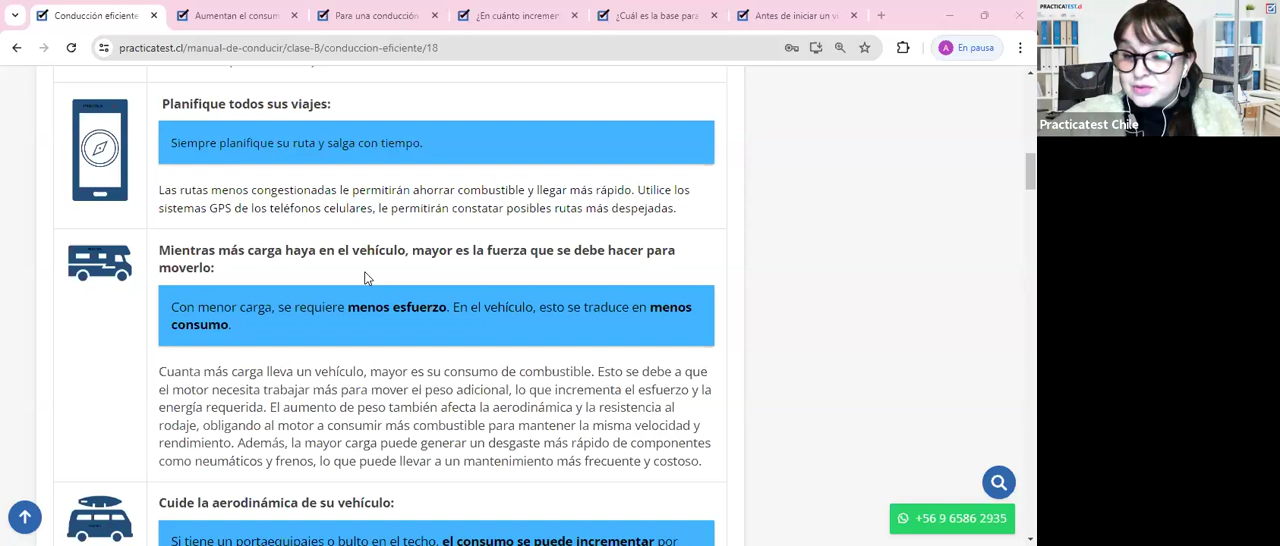 Conducción eficiente
Aumentan el consum
Para una conducción
¿En cuánto incremen
¿Cuál es la base para
Antes de iniciar un v
practicatest.cl/manual-de-conducir/clase-B/conduccion-eficiente/18
A En pausa
PRACTICATEST.cl
Practicatest Chile
Planifique todos sus viajes:
Siempre planifique su ruta y salga con tiempo.
Las rutas menos congestionadas le permitirán ahorrar combustible y llegar más rápido. Utilice los
sistemas GPS de los teléfonos celulares, le permitirán constatar posibles rutas más despejadas.
Mientras más carga haya en el vehículo, mayor es la fuerza que se debe hacer para
moverlo:
Con menor carga, se requiere menos esfuerzo. En el vehículo, esto se traduce en menos
consumo.
Cuanta más carga lleva un vehículo, mayor es su consumo de combustible. Esto se debe a que
el motor necesita trabajar más para mover el peso adicional, lo que incrementa el esfuerzo y la
energía requerida. El aumento de peso también afecta la aerodinámica y la resistencia al
rodaje, obligando al motor a consumir más combustible para mantener la misma velocidad y
rendimiento. Además, la mayor carga puede generar un desgaste más rápido de componentes
como neumáticos y frenos, lo que puede llevar a un mantenimiento más frecuente y costoso.
Cuide la aerodinámica de su vehículo:
Si tiene un portaequipajes o bulto en el techo, el consumo se puede incrementar por
+56 9 6586 2935